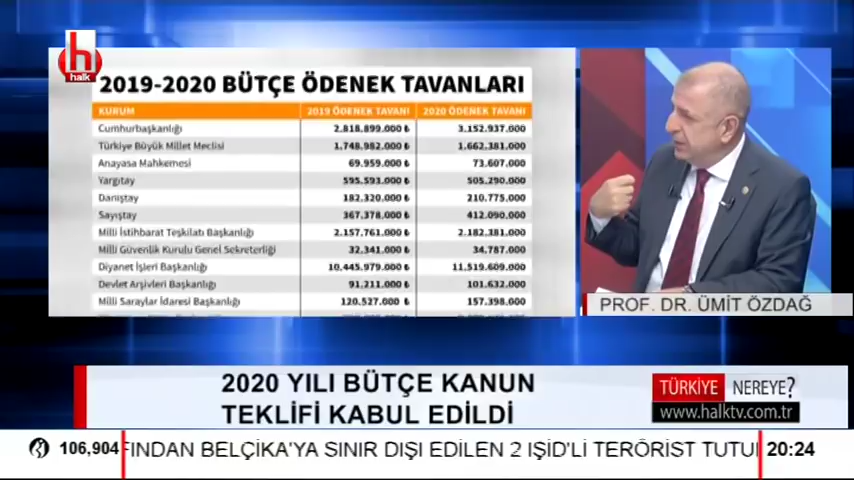 h
halk
2019-2020 BÜTÇE ÖDENEK TAVANLARI
KURUM 2019 ÖDENEK TAVANI 2020 ÖDENEK TAVANI
Cumhurbaşkanlığı 2.818.899.000 ₺ 3.152.937.000
Türkiye Büyük Millet Meclisi 1.748.982.000 ₺ 1.662.381.000
Anayasa Mahkemesi 69.959.000 ₺ 73.607.000
Yargıtay 595.593.000 ₺ 505.290.000
Danıştay 182.320.000 ₺ 210.775.000
Sayıştay 367.378.000 ₺ 412.090.000
Milli İstihbarat Teşkilatı Başkanlığı 2.157.761.000 ₺ 2.182.381.000
Milli Güvenlik Kurulu Genel Sekreterliği 32.341.000 ₺ 34.787.000
Diyanet İşleri Başkanlığı 10.445.979.000 ₺ 11.519.609.000
Devlet Arşivleri Başkanlığı 91.211.000 ₺ 101.632.000
Milli Saraylar İdaresi Başkanlığı 120.527.000 ₺ 157.398.000
PROF. DR. ÜMİT ÖZDAĞ
2020 YILI BÜTÇE KANUN
TEKLİFİ KABUL EDİLDİ
TÜRKİYE NEREYE?
www.halktv.com.tr
106,904 FINDAN BELÇİKA'YA SINIR DIŞI EDİLEN 2 IŞİD'Lİ TERÖRİST TUTU 20:24